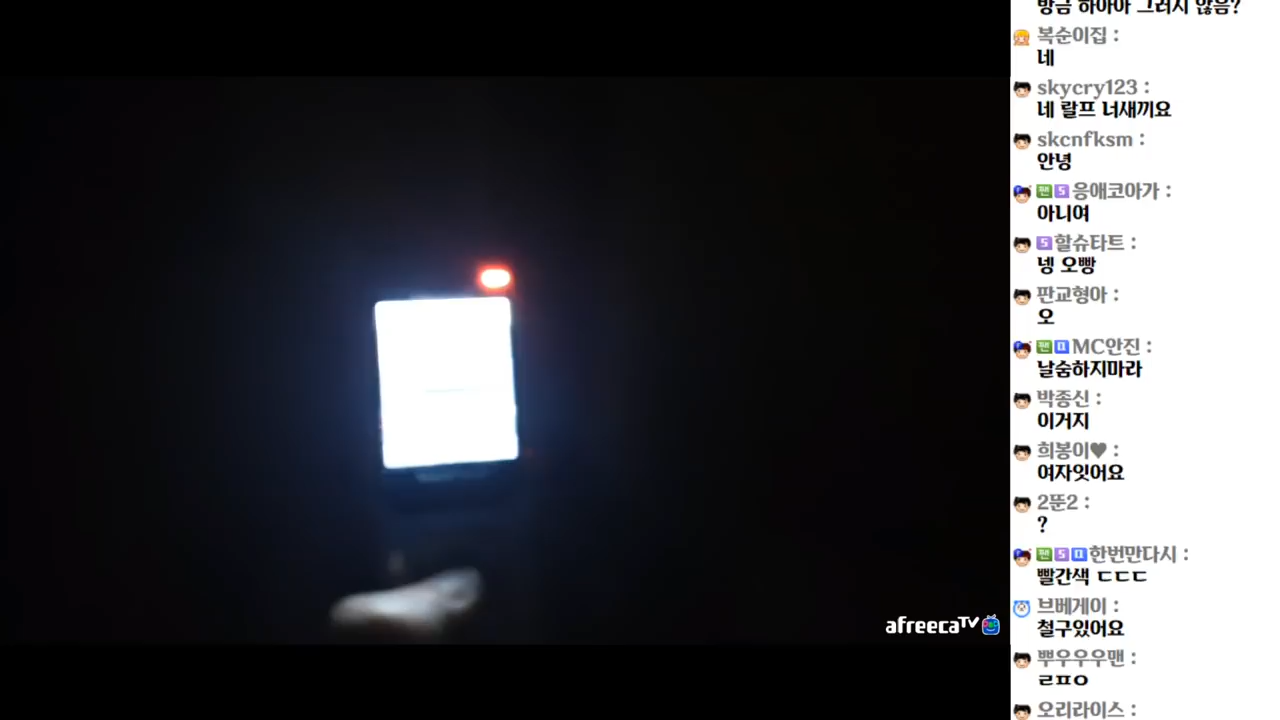 방금 하아아 그러지 않음?
복순이집 :
네
skycry123 :
네 랄프 너새끼요
skcnfksm :
안녕
팬 S 응애코아가 :
아니여
S 할슈타트 :
넹 오빵
판교형아 :
오
팬 MC안진 :
날숨하지마라
박종신 :
이거지
희봉이♥ :
여자잇어요
2뚠2 :
?
팬 S 한번만다시 :
빨간색 ㄷㄷㄷ
브베게이 :
철구있어요
뿌우우우맨 :
ㄹㅍㅇ
오리라이스 :
afreecaTV